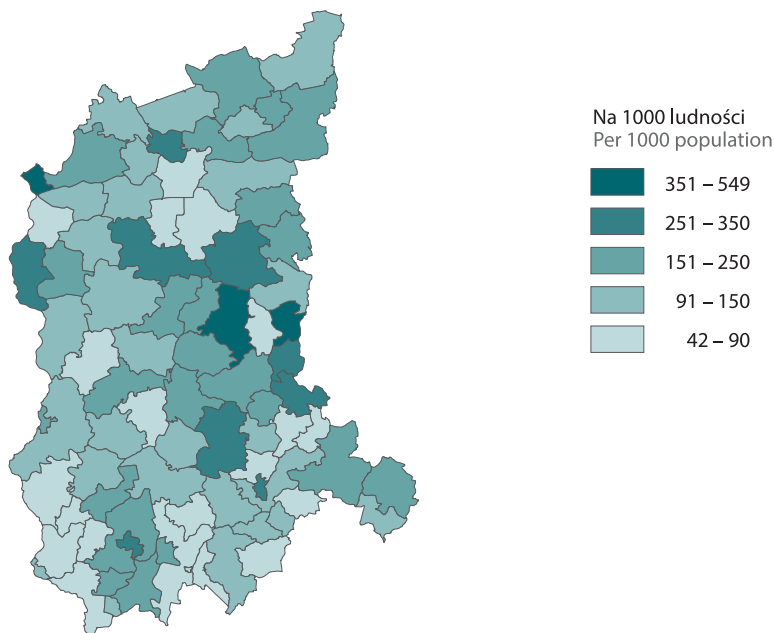 Na 1000 ludności
Per 1000 population
351 – 549
251 – 350
151 – 250
91 – 150
42 – 90